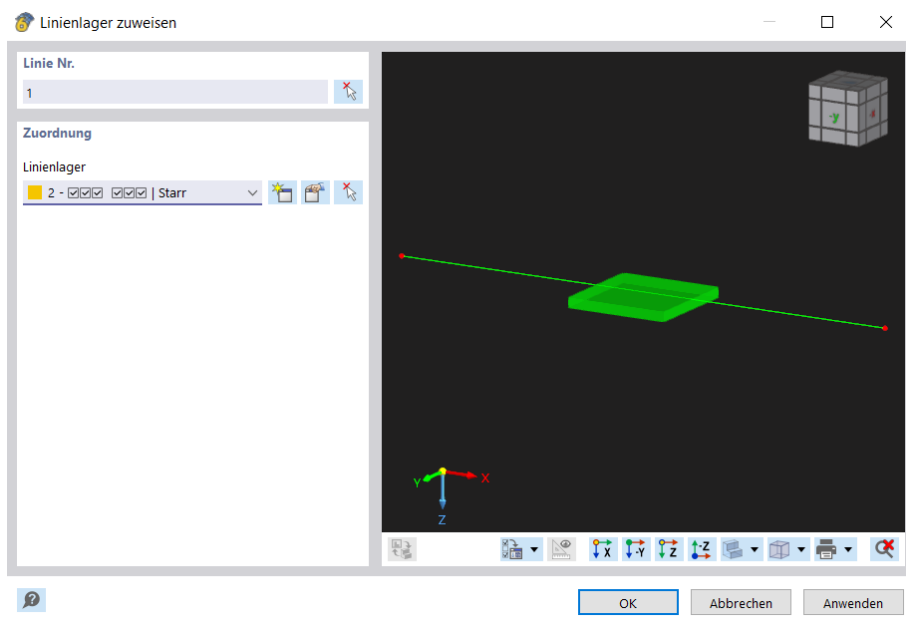 Linienlager zuweisen
Linie Nr.
1
Zuordnung
Linienlager
2 - ☑☑☑ ☑☑☑ | Starr
-y
X
Y
Z
X
-Y
Z
-Z
OK
Abbrechen
Anwenden